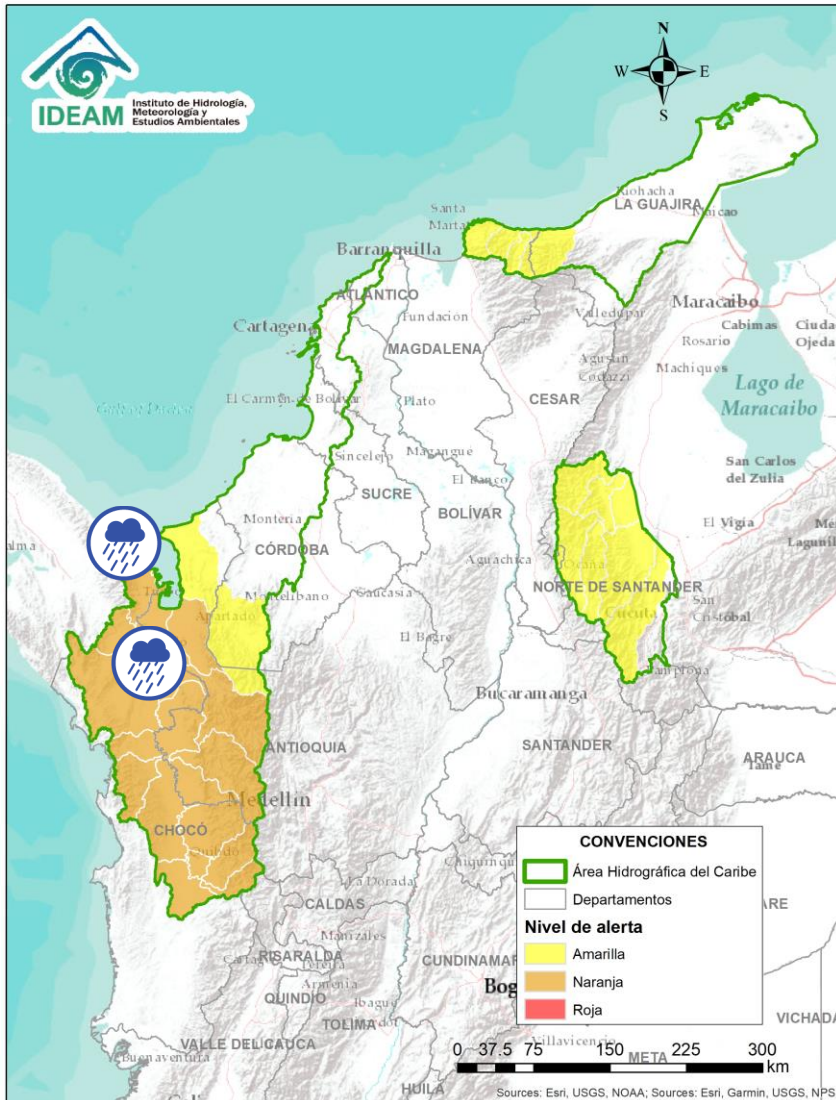 IDEAM
Instituto de Hidrología,
Meteorología y
Estudios Ambientales
N
W
E
S
Riohacha
LA GUAJIRA
Maicao
Santa
Marta
Barranquilla
ATLANTICO
Maracaibo
Cartagena
Fundación
Valledupar
Cabimas
Ciudad
Ojeda
MAGDALENA
Rosario
Agustín
Codazzi
Machiques
Lago de
Maracaibo
El Carmen de Bolívar
Plato
CESAR
Sincelejo
Magangué
San Carlos
del Zulia
SUCRE
El Banco
BOLÍVAR
Montería
El Vigía
CÓRDOBA
Aguachica
Ocaña
NORTE DE SANTANDER
Montelíbano
Caucasia
Apartadó
Cúcuta
San
Cristóbal
El Bagre
Pamplona
Bucaramanga
ANTIOQUIA
SANTANDER
ARAUCA
Tame
Medellín
CHOCÓ
Quibdó
La Dorada
CALDAS
Manizales
RISARALDA
Pereira
Armenia
QUINDÍO
Ibagué
TOLIMA
CUNDINAMAR
Bog
VICHADA
VALLE DEL CAUCA
Buenaventura
Villavicencio
META
HUILA
CONVENCIONES
Área Hidrográfica del Caribe
Departamentos
Nivel de alerta
Amarilla
Naranja
Roja
0 37.5 75 150 225 300
km
Sources: Esri, USGS, NOAA; Sources: Esri, Garmin, USGS, NPS